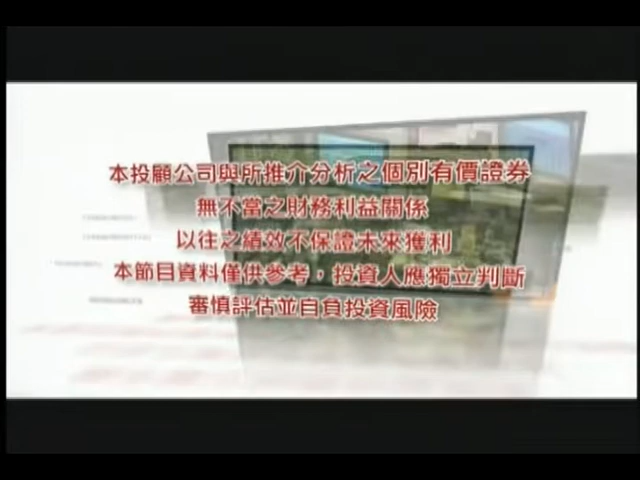 本投顧公司與所推介分析之個別有價證券
無不當之財務利益關係
以往之績效不保證未來獲利
本節目資料僅供參考，投資人應獨立判斷
審慎評估並自負投資風險